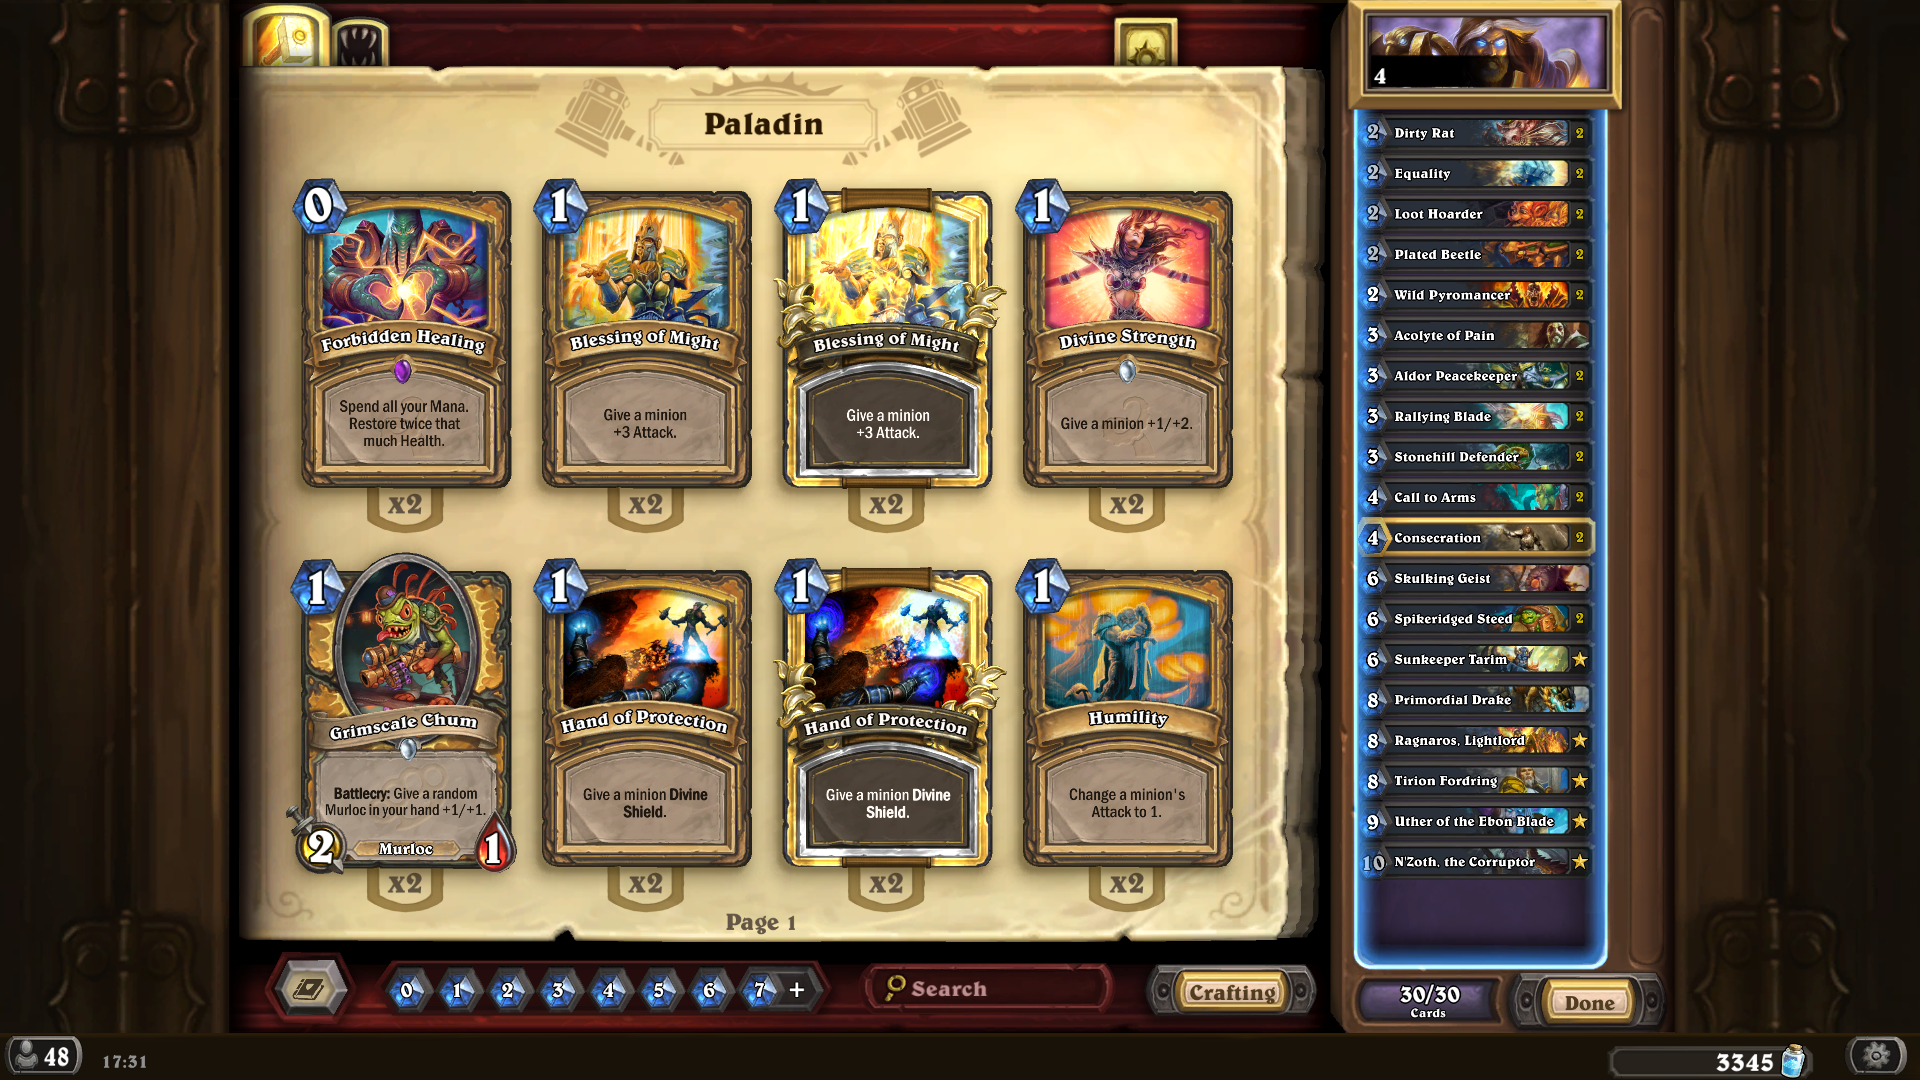 Paladin
0
Forbidden Healing
Spend all your Mana.
Restore twice that
much Health.
x2
1
Blessing of Might
Give a minion
+3 Attack.
x2
1
Blessing of Might
Give a minion
+3 Attack.
x2
1
Divine Strength
Give a minion +1/+2.
x2
1
Grimscale Chum
Battlecry: Give a random
Murloc in your hand +1/+1.
2
Murloc
1
x2
1
Hand of Protection
Give a minion Divine
Shield.
x2
1
Hand of Protection
Give a minion Divine
Shield.
x2
1
Humility
Change a minion's
Attack to 1.
x2
Page 1
0 1 2 3 4 5 6 7 +
Search
Crafting
4
2 Dirty Rat 2
2 Equality 2
2 Loot Hoarder 2
2 Plated Beetle 2
2 Wild Pyromancer 2
3 Acolyte of Pain
3 Aldor Peacekeeper 2
3 Rallying Blade 2
3 Stonehill Defender 2
4 Call to Arms 2
4 Consecration 2
6 Skulking Geist
6 Spikeridged Steed 2
6 Sunkeeper Tarim
8 Primordial Drake
8 Ragnaros, Lightlord
8 Tirion Fordring
9 Uther of the Ebon Blade
10 N'Zoth, the Corruptor
30/30
Cards
Done
48
17:31
3345